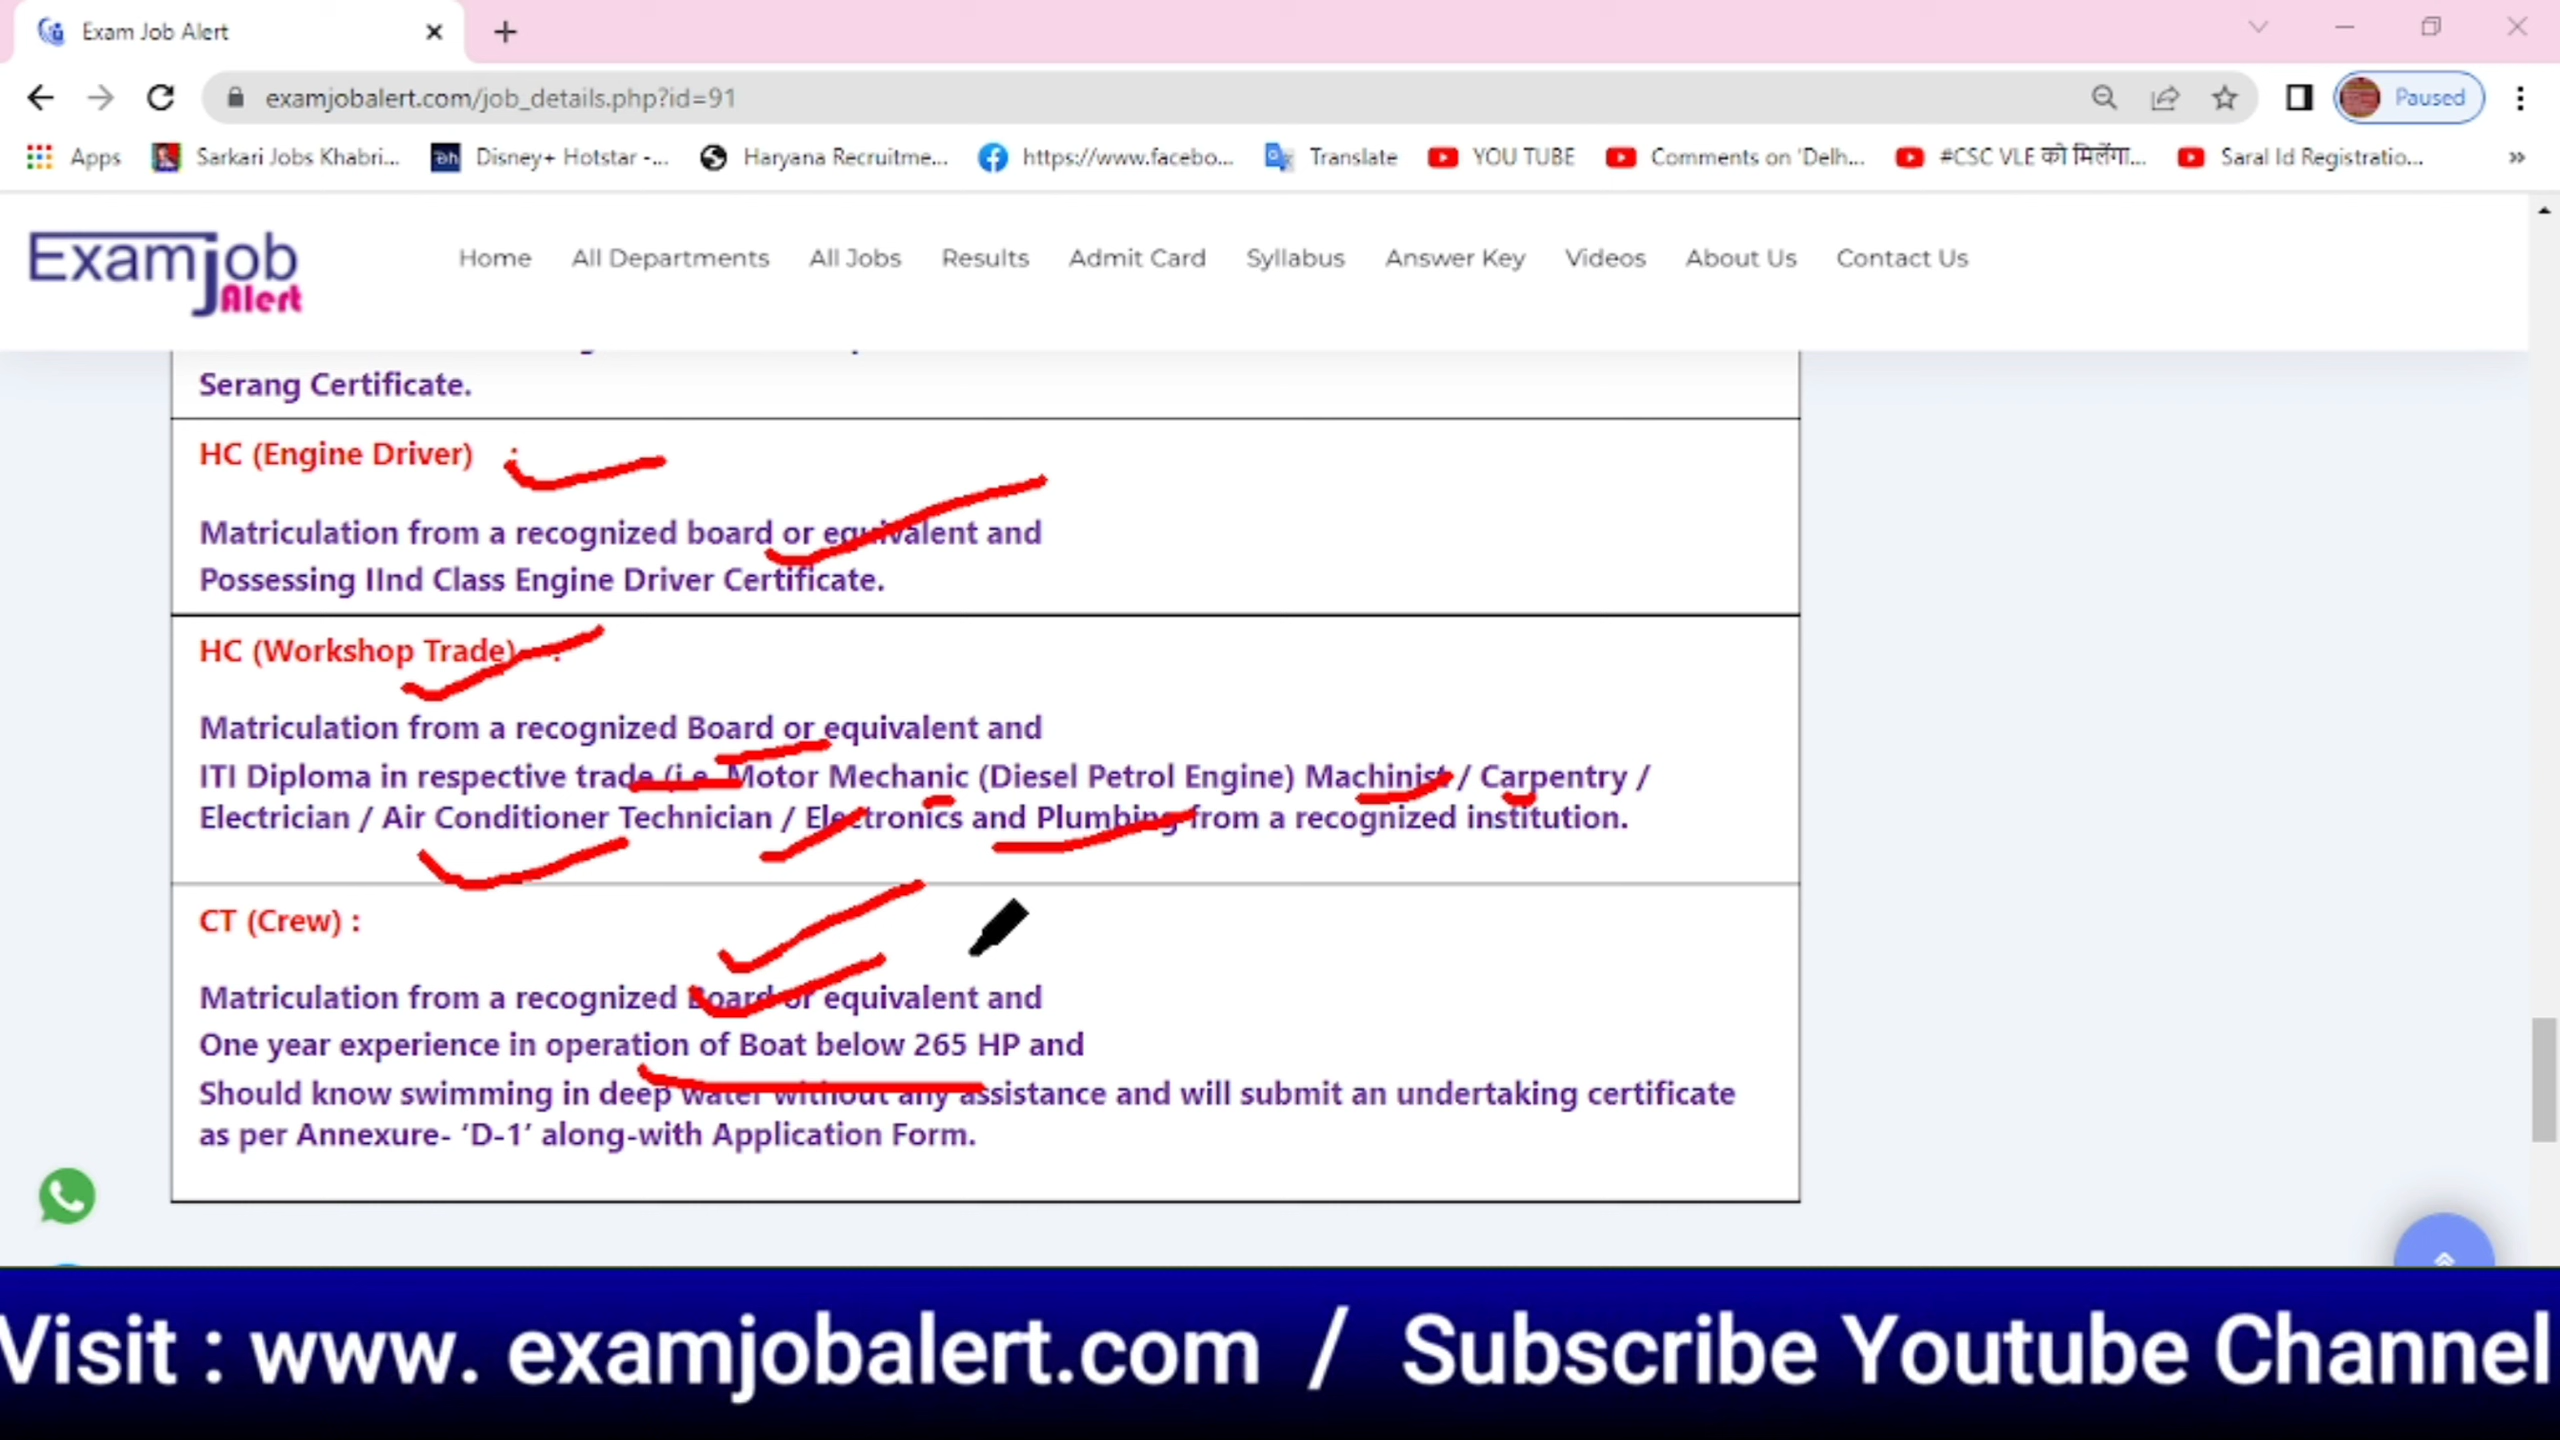 Exam Job Alert
examjobalert.com/job_details.php?id=91
Paused
Apps
Sarkari Jobs Khabri...
Disney+ Hotstar -...
Haryana Recruitme...
https://www.facebo...
Translate
YOU TUBE
Comments on 'Delh...
#CSC VLE को मिलेंगा...
Saral Id Registratio...
»
Examjob
Alert
Home
All Departments
All Jobs
Results
Admit Card
Syllabus
Answer Key
Videos
About Us
Contact Us
Serang Certificate.
HC (Engine Driver) :
Matriculation from a recognized board or equivalent and
Possessing IInd Class Engine Driver Certificate.
HC (Workshop Trade) :
Matriculation from a recognized Board or equivalent and
ITI Diploma in respective trade (i.e. Motor Mechanic (Diesel Petrol Engine) Machinist / Carpentry /
Electrician / Air Conditioner Technician / Electronics and Plumbing from a recognized institution.
CT (Crew) :
Matriculation from a recognized Board or equivalent and
One year experience in operation of Boat below 265 HP and
Should know swimming in deep water without any assistance and will submit an undertaking certificate
as per Annexure- ‘D-1’ along-with Application Form.
Visit : www. examjobalert.com / Subscribe Youtube Channel